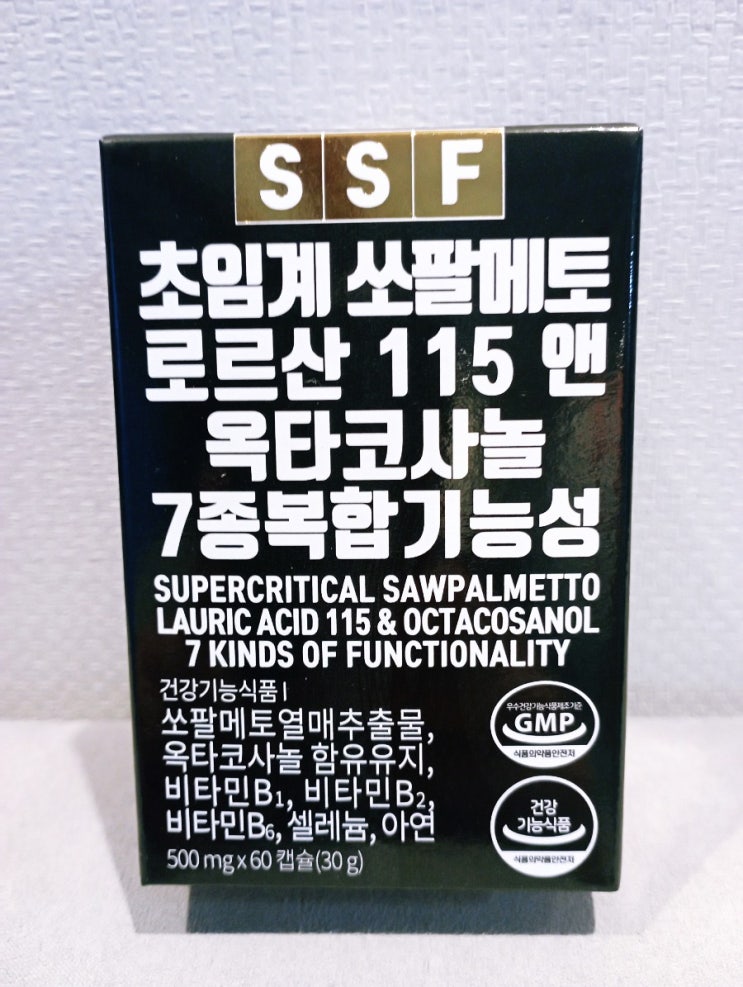 SSF
초임계 쏘팔메토
로르산 115 앤
옥타코사놀
7종복합기능성
SUPERCRITICAL SAWPALMETTO
LAURIC ACID 115 & OCTACOSANOL
7 KINDS OF FUNCTIONALITY
건강기능식품 |
쏘팔메토열매추출물,
옥타코사놀 함유유지,
비타민B1, 비타민B2,
비타민B6, 셀레늄, 아연
500 mg x 60 캡슐(30 g)
우수건강기능식품제조기준
GMP
식품의약품안전처
건강
기능식품
식품의약품안전처